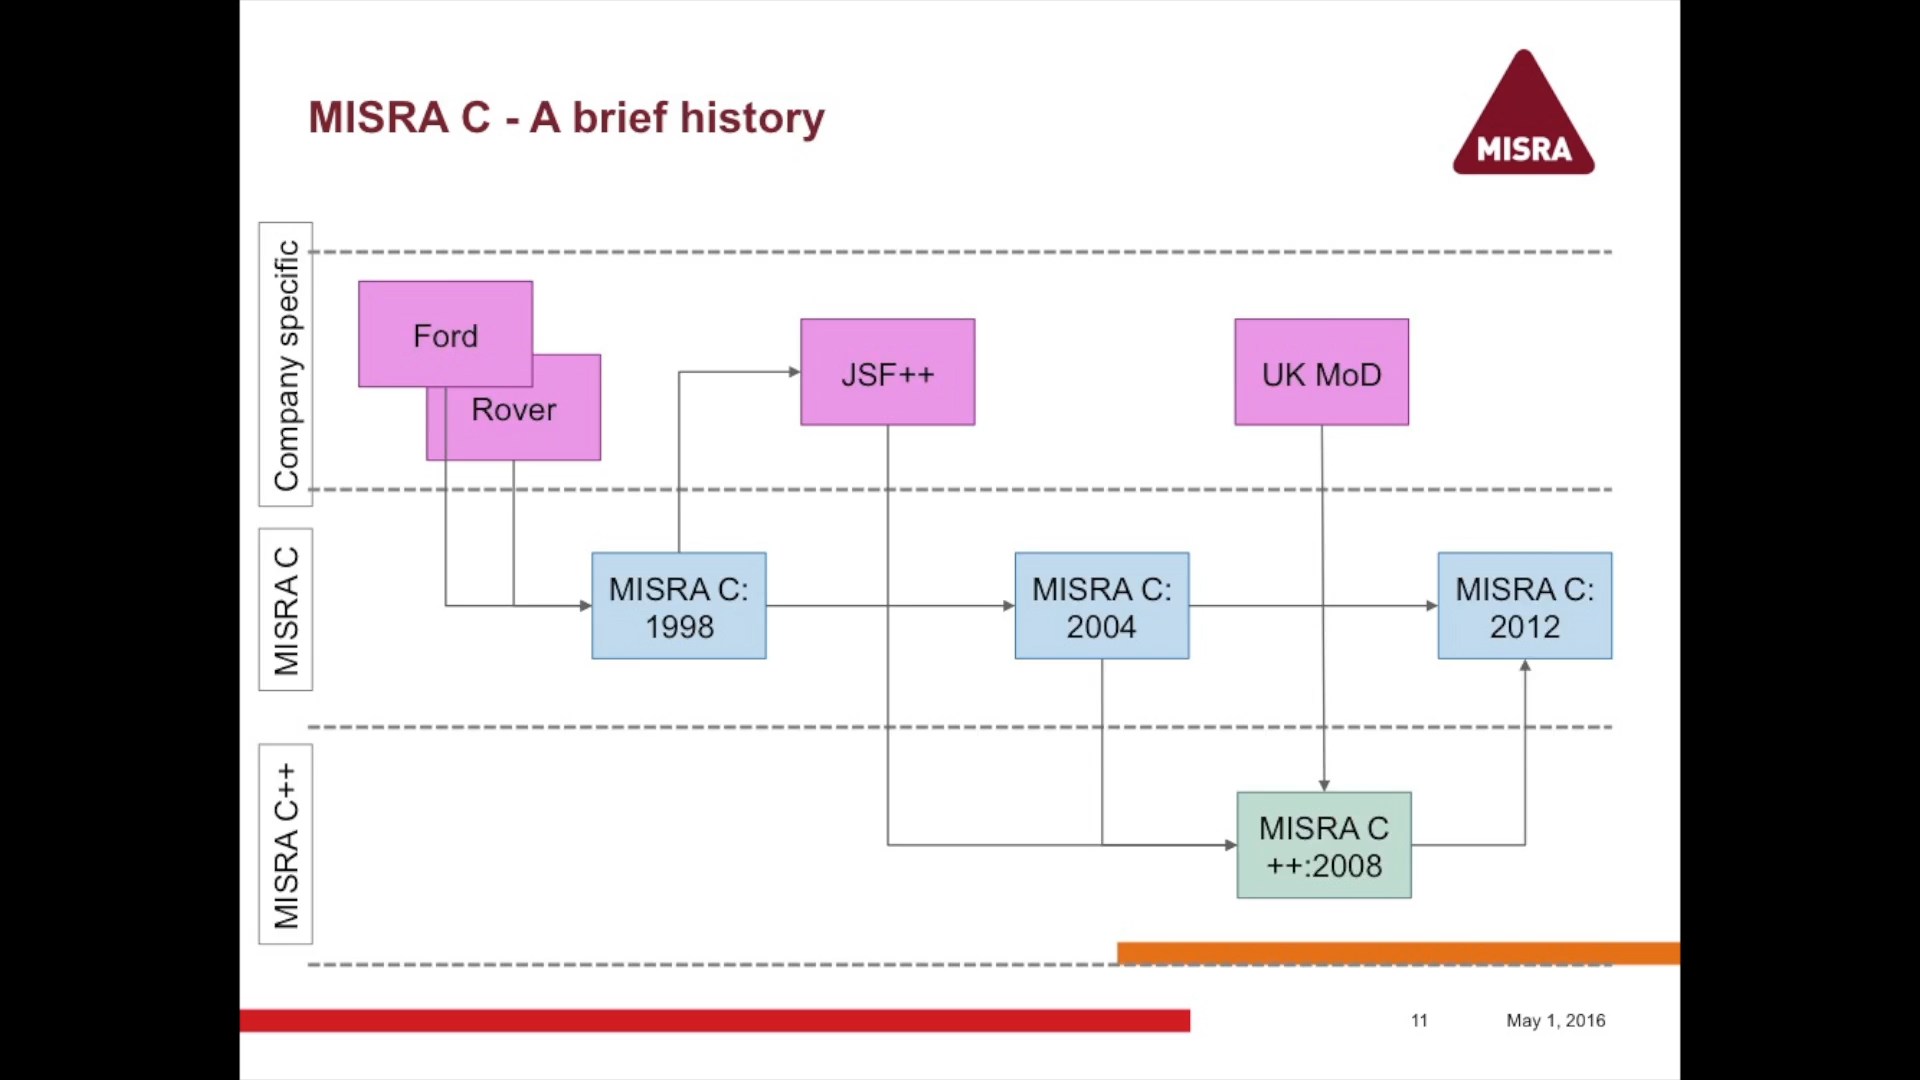 MISRA C - A brief history
MISRA
Company specific
Ford
Rover
JSF++
UK MoD
MISRA C
MISRA C:
1998
MISRA C:
2004
MISRA C:
2012
MISRA C++
MISRA C
++:2008
11
May 1, 2016